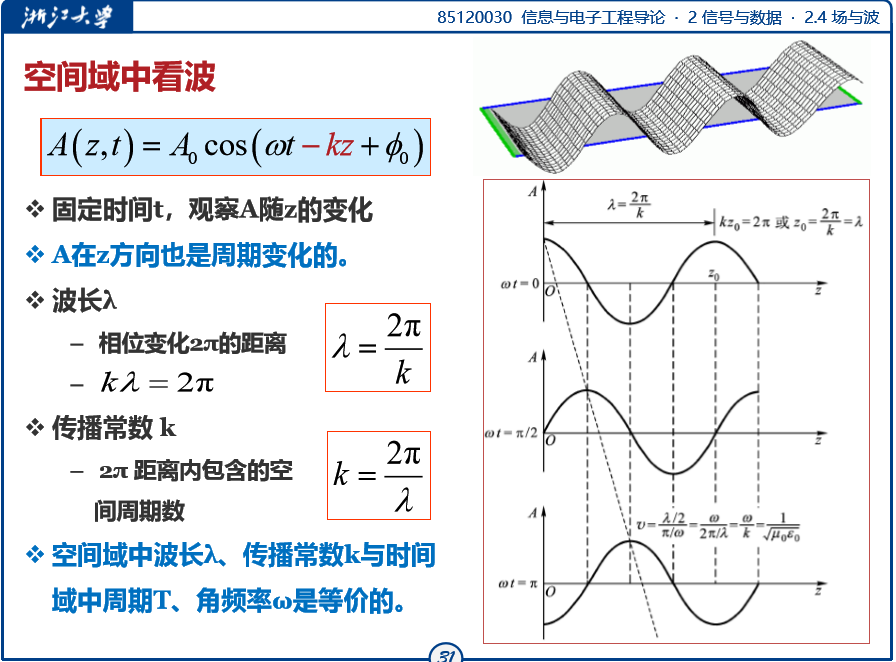 浙江大学
85120030 信息与电子工程导论 · 2 信号与数据 · 2.4 场与波
空间域中看波
A(z,t) = A₀ cos(ωt − kz + ϕ₀)
❖ 固定时间t，观察A随z的变化
❖ A在z方向也是周期变化的。
❖ 波长λ
– 相位变化2π的距离
– kλ = 2π
λ = 2π/k
❖ 传播常数 k
– 2π 距离内包含的空
间周期数
k = 2π/λ
❖ 空间域中波长λ、传播常数k与时间
域中周期T、角频率ω是等价的。
A
λ=2π/k
kz₀=2π 或 z₀=2π/k=λ
z₀
ωt=0
O
z
A
ωt=π/2
O
z
A
υ=(λ/2)/(π/ω)=ω/(2π/λ)=ω/k=1/√(μ₀ε₀)
ωt=π
O
z
31